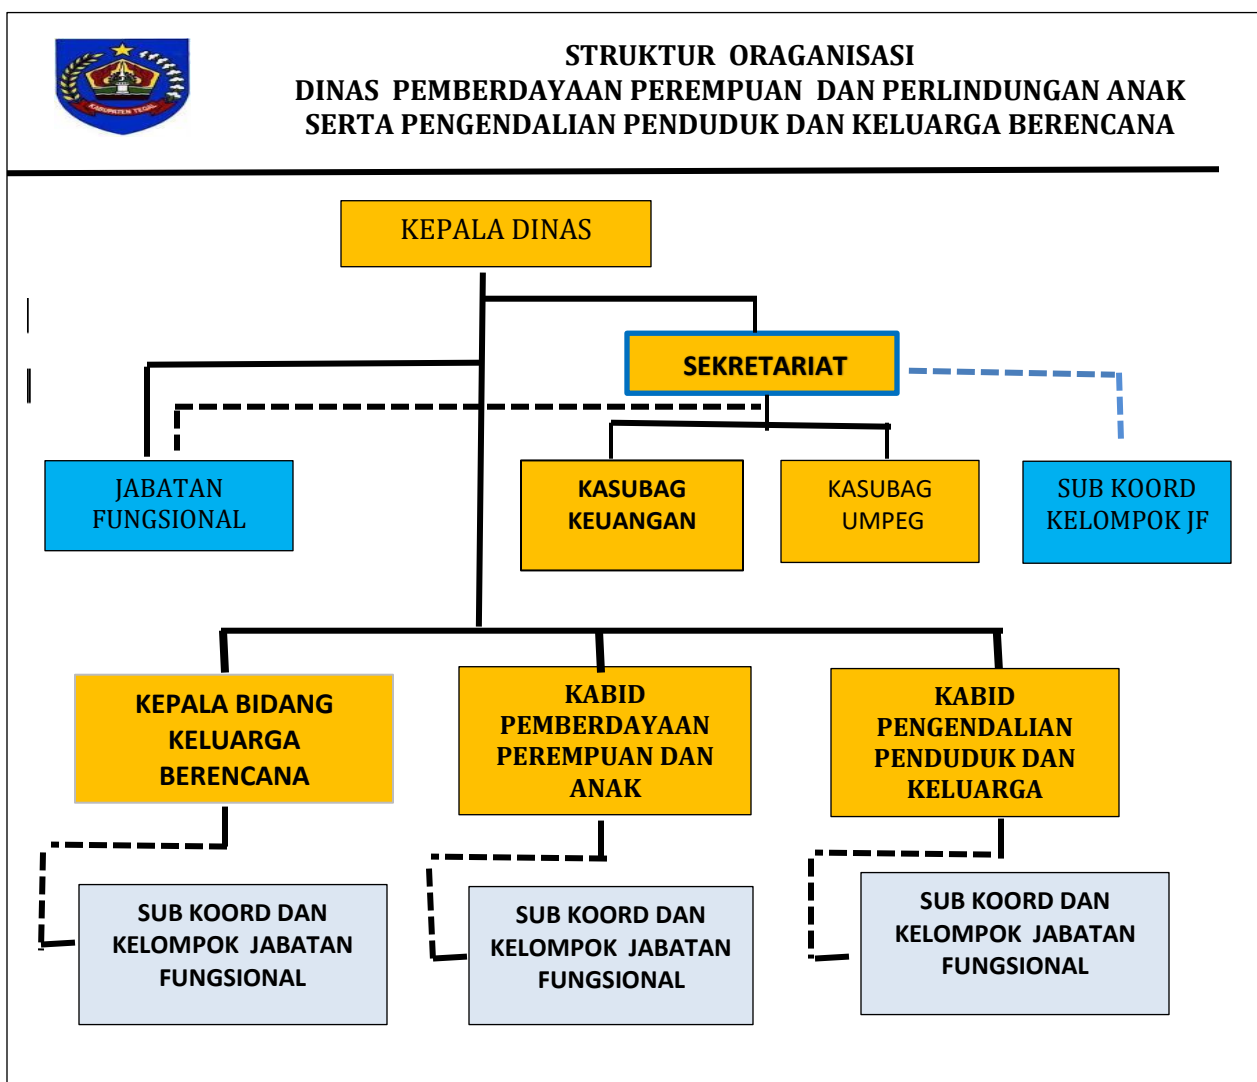 STRUKTUR ORAGANISASI
DINAS PEMBERDAYAAN PEREMPUAN DAN PERLINDUNGAN ANAK
SERTA PENGENDALIAN PENDUDUK DAN KELUARGA BERENCANA
KABUPATEN TEGAL
KEPALA DINAS
SEKRETARIAT
JABATAN
FUNGSIONAL
KASUBAG
KEUANGAN
KASUBAG
UMPEG
SUB KOORD
KELOMPOK JF
KEPALA BIDANG
KELUARGA
BERENCANA
KABID
PEMBERDAYAAN
PEREMPUAN DAN
ANAK
KABID
PENGENDALIAN
PENDUDUK DAN
KELUARGA
SUB KOORD DAN
KELOMPOK JABATAN
FUNGSIONAL
SUB KOORD DAN
KELOMPOK JABATAN
FUNGSIONAL
SUB KOORD DAN
KELOMPOK JABATAN
FUNGSIONAL